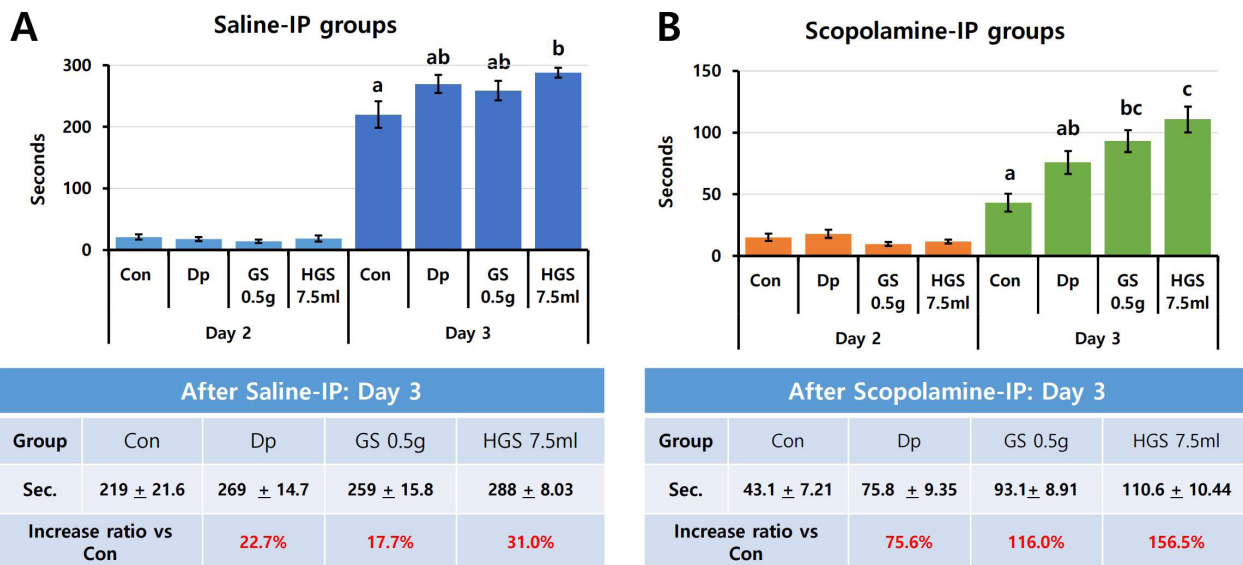 A
Saline-IP groups
Seconds
300
200
100
0
a
ab
ab
b
Con Dp GS HGS Con Dp GS HGS
0.5g 7.5ml 0.5g 7.5ml
Day 2 Day 3
After Saline-IP: Day 3
Group Con Dp GS 0.5g HGS 7.5ml
Sec. 219 ± 21.6 269 ± 14.7 259 ± 15.8 288 ± 8.03
Increase ratio vs
Con 22.7% 17.7% 31.0%
B
Scopolamine-IP groups
Seconds
150
100
50
0
a
ab
bc
c
Con Dp GS HGS Con Dp GS HGS
0.5g 7.5ml 0.5g 7.5ml
Day 2 Day 3
After Scopolamine-IP: Day 3
Group Con Dp GS 0.5g HGS 7.5ml
Sec. 43.1 ± 7.21 75.8 ± 9.35 93.1± 8.91 110.6 ± 10.44
Increase ratio vs
Con 75.6% 116.0% 156.5%